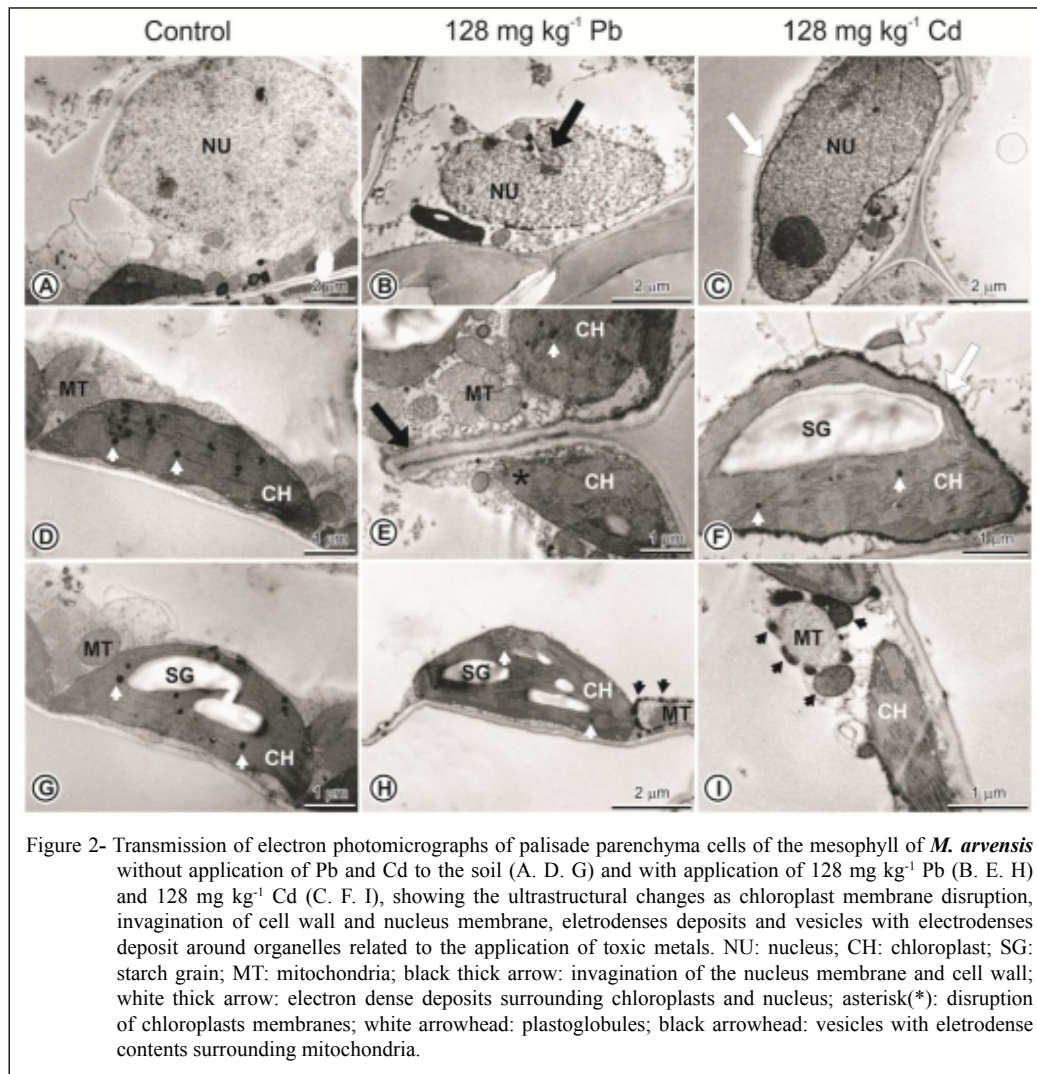 Control 128 mg kg-1 Pb 128 mg kg-1 Cd
NU NU NU
A 2 μm B 2 μm C 2 μm
MT CH CH MT SG
CH * CH CH
D 1 μm E 1 μm F 1 μm
MT SG SG CH MT MT
CH CH
G 1 μm H 2 μm I 1 μm
Figure 2- Transmission of electron photomicrographs of palisade parenchyma cells of the mesophyll of M. arvensis
without application of Pb and Cd to the soil (A. D. G) and with application of 128 mg kg-1 Pb (B. E. H)
and 128 mg kg-1 Cd (C. F. I), showing the ultrastructural changes as chloroplast membrane disruption,
invagination of cell wall and nucleus membrane, eletrodenses deposits and vesicles with electrodenses
deposit around organelles related to the application of toxic metals. NU: nucleus; CH: chloroplast; SG:
starch grain; MT: mitochondria; black thick arrow: invagination of the nucleus membrane and cell wall;
white thick arrow: electron dense deposits surrounding chloroplasts and nucleus; asterisk(*): disruption
of chloroplasts membranes; white arrowhead: plastoglobules; black arrowhead: vesicles with eletrodense
contents surrounding mitochondria.